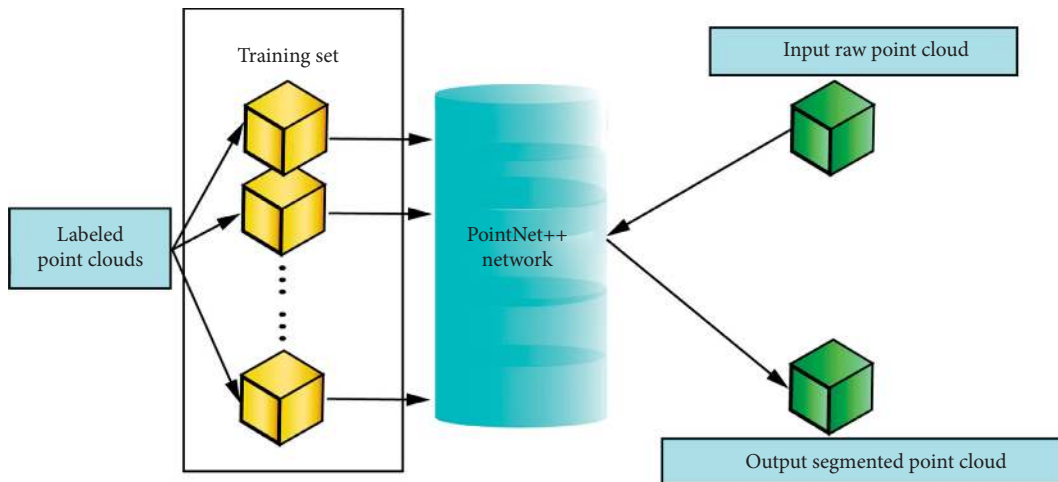 Training set
Input raw point cloud
Labeled
point clouds
PointNet++
network
Output segmented point cloud